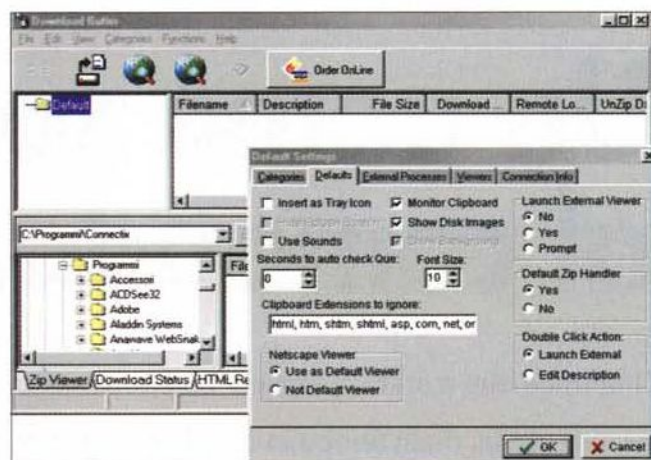 Download Butler
File Edit View Categories Functions Help
Order OnLine
Default
Filename Description File Size Download ... Remote Lo... UnZip Di
Default Settings
Categories Defaults External Processes Viewers Connection Info
Insert as Tray Icon
Monitor Clipboard
Show Disk Images
Use Sounds
Show Background
Seconds to auto check Que:
0
Font Size:
10
Clipboard Extensions to ignore:
html, htm, shtm, shtml, asp, com, net, or
Netscape Viewer
Use as Default Viewer
Not Default Viewer
Launch External Viewer
No
Yes
Prompt
Default Zip Handler
Yes
No
Double Click Action:
Launch External
Edit Description
OK
Cancel
C:\Programmi\Connectix
Programmi
Accessori
ACDSee32
Adobe
Aladdin Systems
Anawave WebSnak
File
Zip Viewer Download Status HTML Re